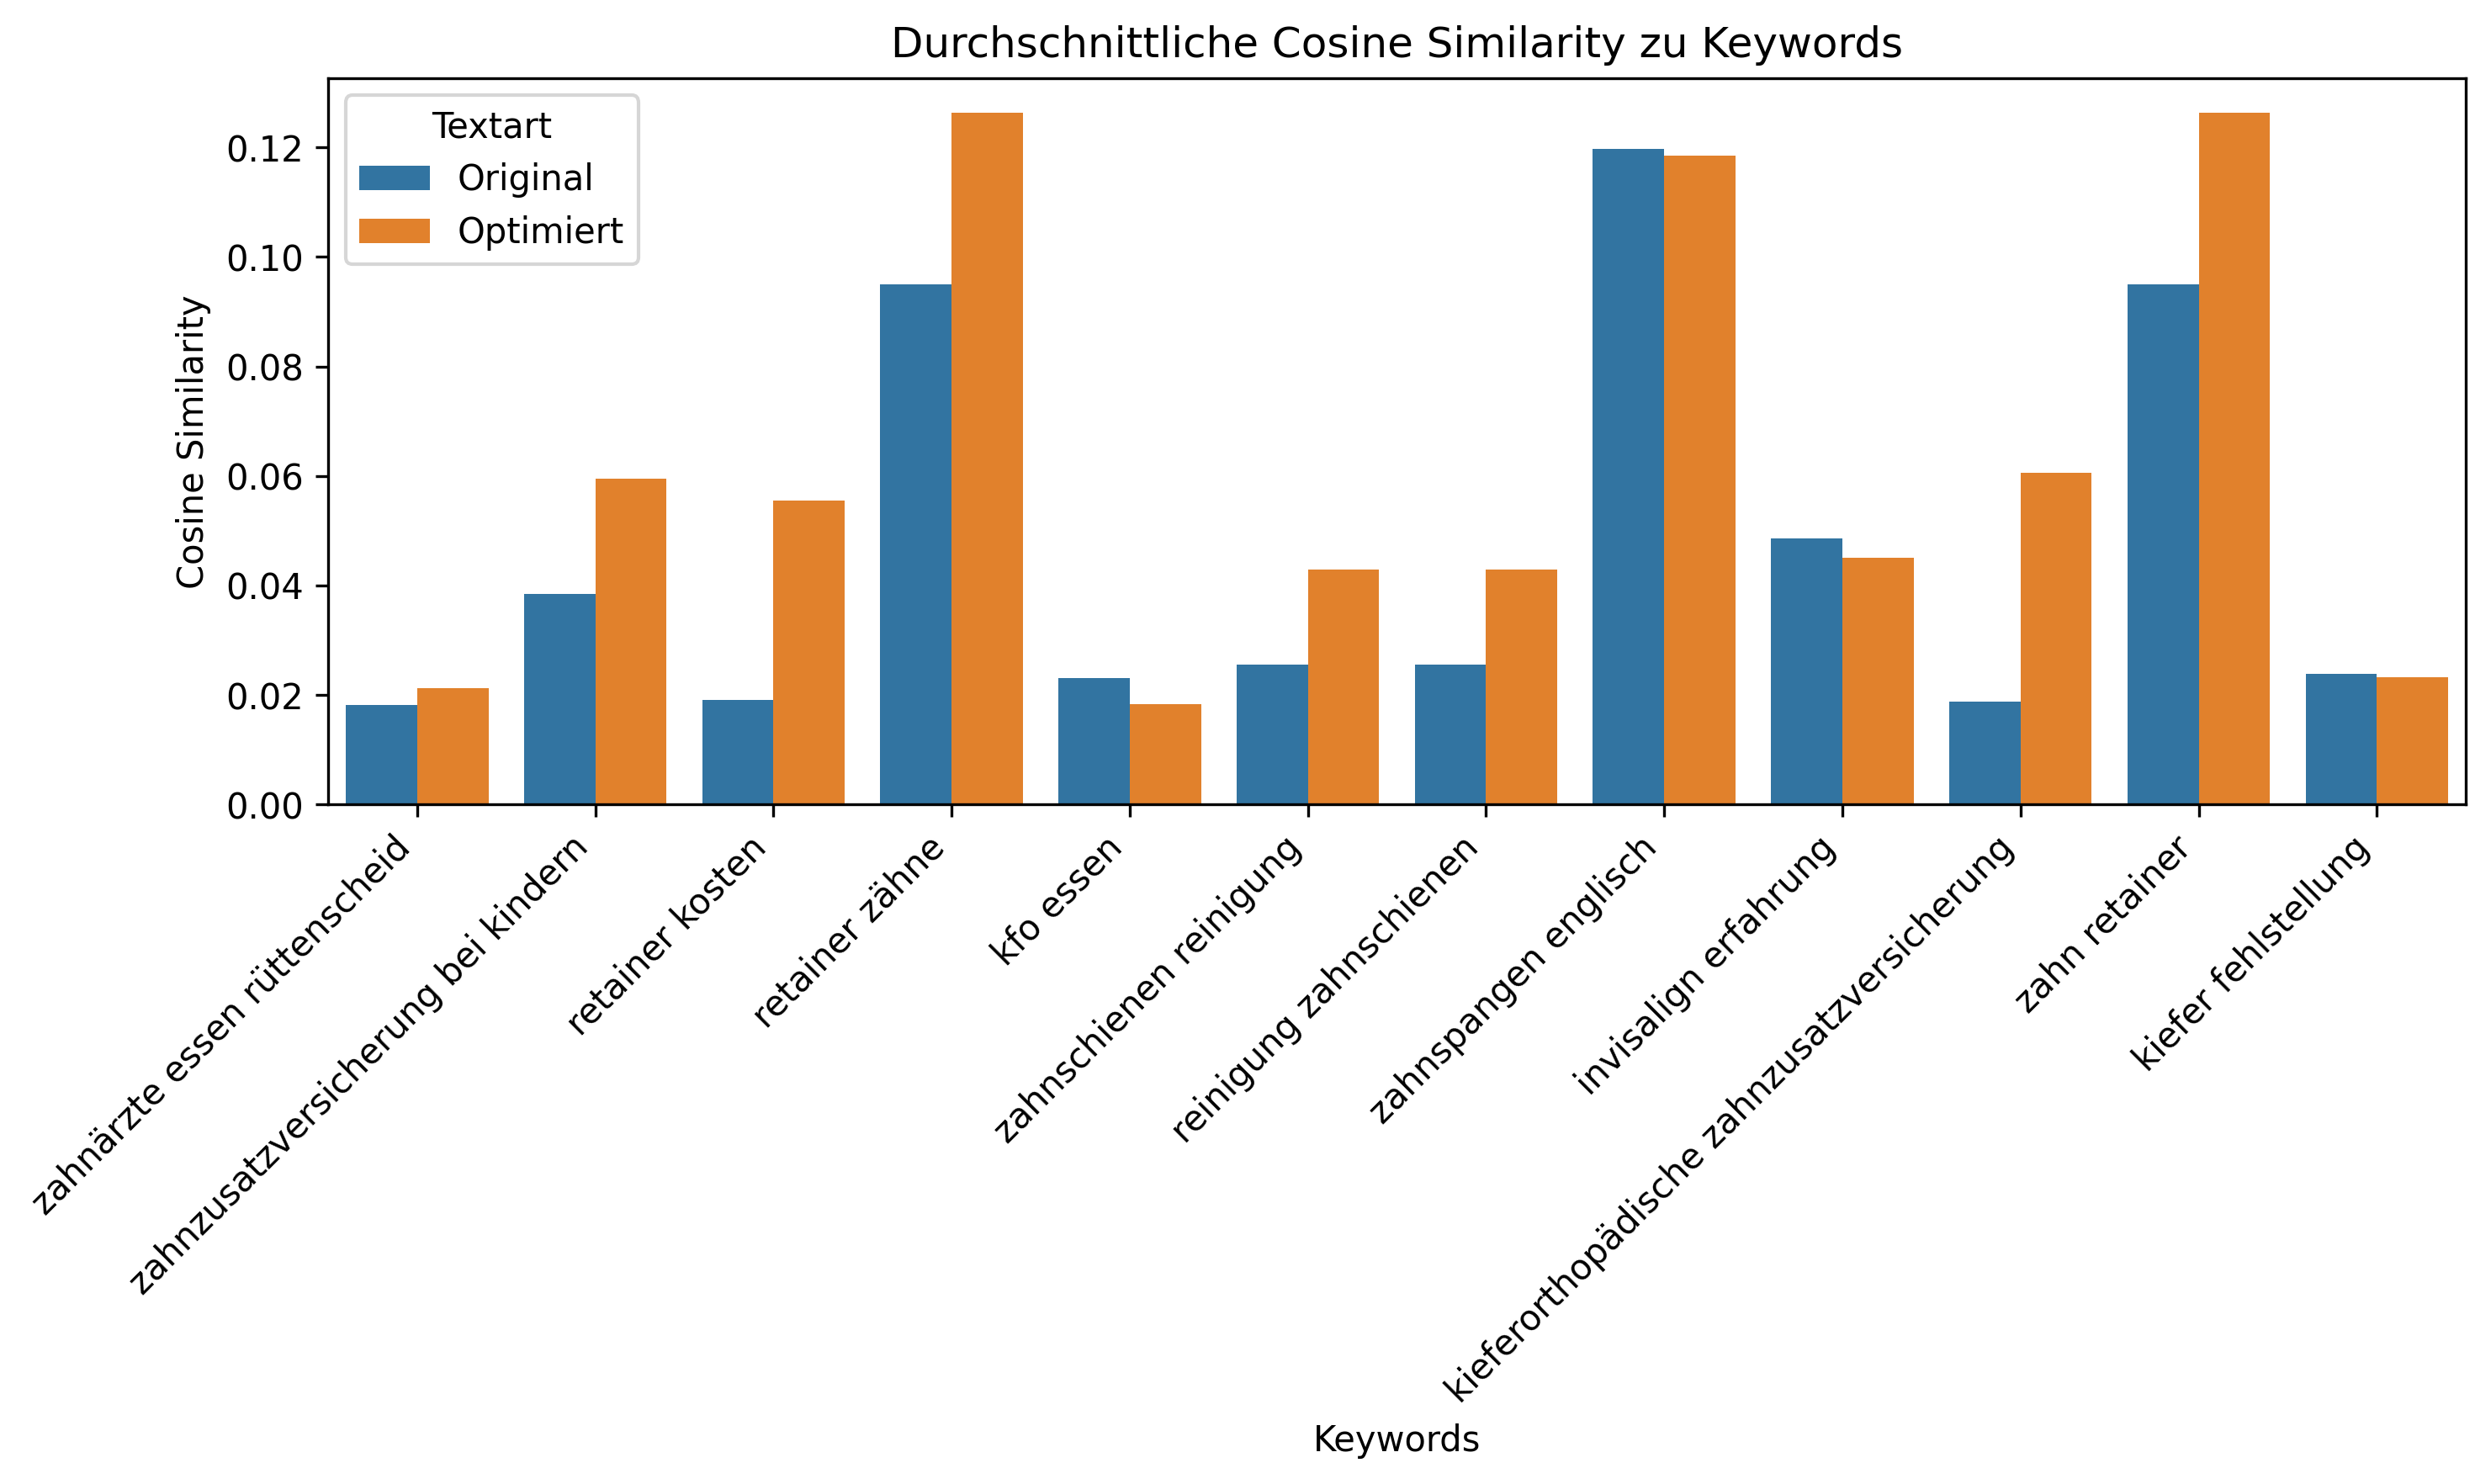 Durchschnittliche Cosine Similarity zu Keywords
Textart
Original
Optimiert
Cosine Similarity
0.12
0.10
0.08
0.06
0.04
0.02
0.00
zahnärzte essen rüttenscheid
zahnzusatzversicherung bei kindern
retainer kosten
retainer zähne
kfo essen
zahnschienen reinigung
reinigung zahnschienen
zahnspangen englisch
invisalign erfahrung
kieferorthopädische zahnzusatzversicherung
zahn retainer
kiefer fehlstellung
Keywords